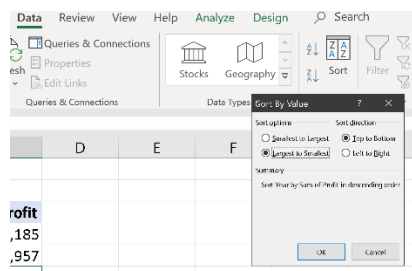 Data Review View Help Analyze Design Search
Queries & Connections
Properties
Edit Links
esh
Queries & Connections
Stocks Geography
Data Types
Sort Filter
Sort By Value ? ×
Sort options Sort direction
Smallest to Largest Top to Bottom
Largest to Smallest Left to Right
Summary
Sort Year by Sum of Profit in descending order
OK Cancel
D E F
rofit
,185
,957